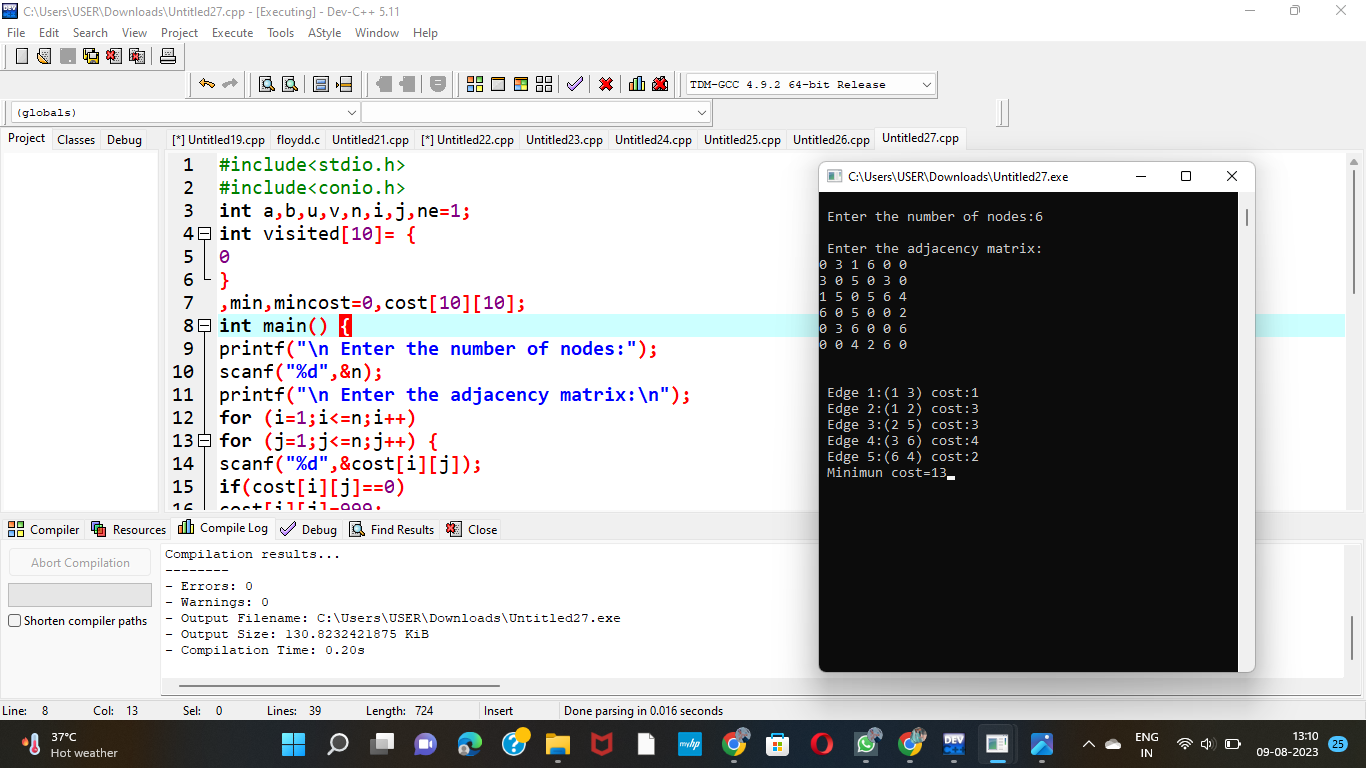 C:\Users\USER\Downloads\Untitled27.cpp - [Executing] - Dev-C++ 5.11
File Edit Search View Project Execute Tools AStyle Window Help
TDM-GCC 4.9.2 64-bit Release
(globals)
Project Classes Debug
[*] Untitled19.cpp floydd.c Untitled21.cpp [*] Untitled22.cpp Untitled23.cpp Untitled24.cpp Untitled25.cpp Untitled26.cpp Untitled27.cpp
1 #include<stdio.h>
2 #include<conio.h>
3 int a,b,u,v,n,i,j,ne=1;
4 int visited[10]= {
5 0
6 }
7 ,min,mincost=0,cost[10][10];
8 int main() {
9 printf("\n Enter the number of nodes:");
10 scanf("%d",&n);
11 printf("\n Enter the adjacency matrix:\n");
12 for (i=1;i<=n;i++)
13 for (j=1;j<=n;j++) {
14 scanf("%d",&cost[i][j]);
15 if(cost[i][j]==0)
16 cost[i][j]=999;
C:\Users\USER\Downloads\Untitled27.exe
Enter the number of nodes:6
Enter the adjacency matrix:
0 3 1 6 0 0
3 0 5 0 3 0
1 5 0 5 6 4
6 0 5 0 0 2
0 3 6 0 0 6
0 0 4 2 6 0
Edge 1:(1 3) cost:1
Edge 2:(1 2) cost:3
Edge 3:(2 5) cost:3
Edge 4:(3 6) cost:4
Edge 5:(6 4) cost:2
Minimun cost=13
Compiler Resources Compile Log Debug Find Results Close
Abort Compilation
Shorten compiler paths
Compilation results...
--------
- Errors: 0
- Warnings: 0
- Output Filename: C:\Users\USER\Downloads\Untitled27.exe
- Output Size: 130.8232421875 KiB
- Compilation Time: 0.20s
Line: 8 Col: 13 Sel: 0 Lines: 39 Length: 724 Insert Done parsing in 0.016 seconds
37°C
Hot weather
myhp
DEV
ENG
IN
13:10
09-08-2023
25